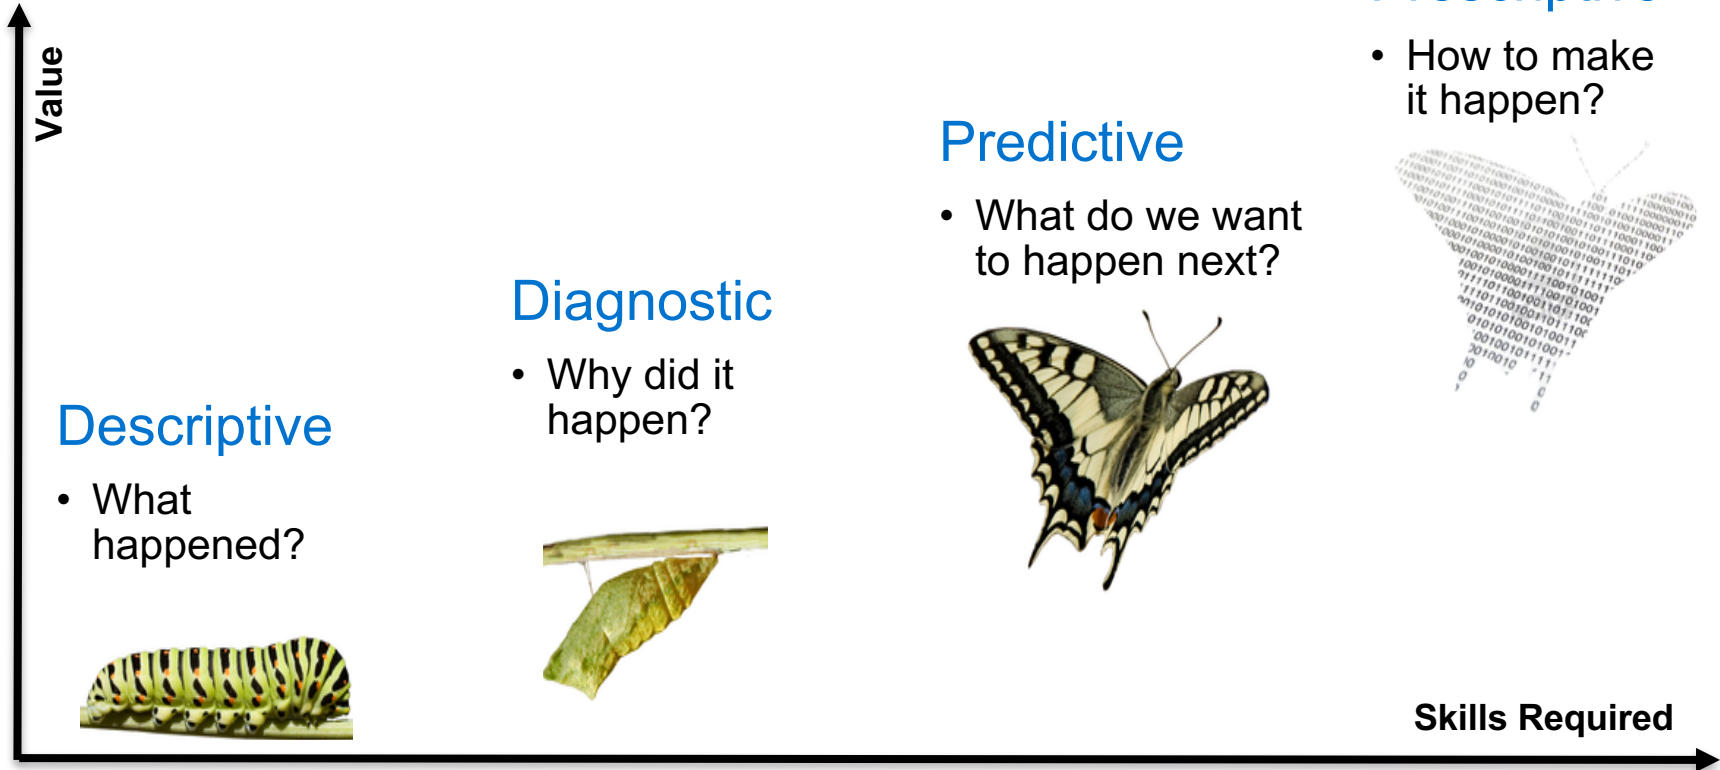 Value
Descriptive
• What
happened?
Diagnostic
• Why did it
happen?
Predictive
• What do we want
to happen next?
• How to make
it happen?
Skills Required